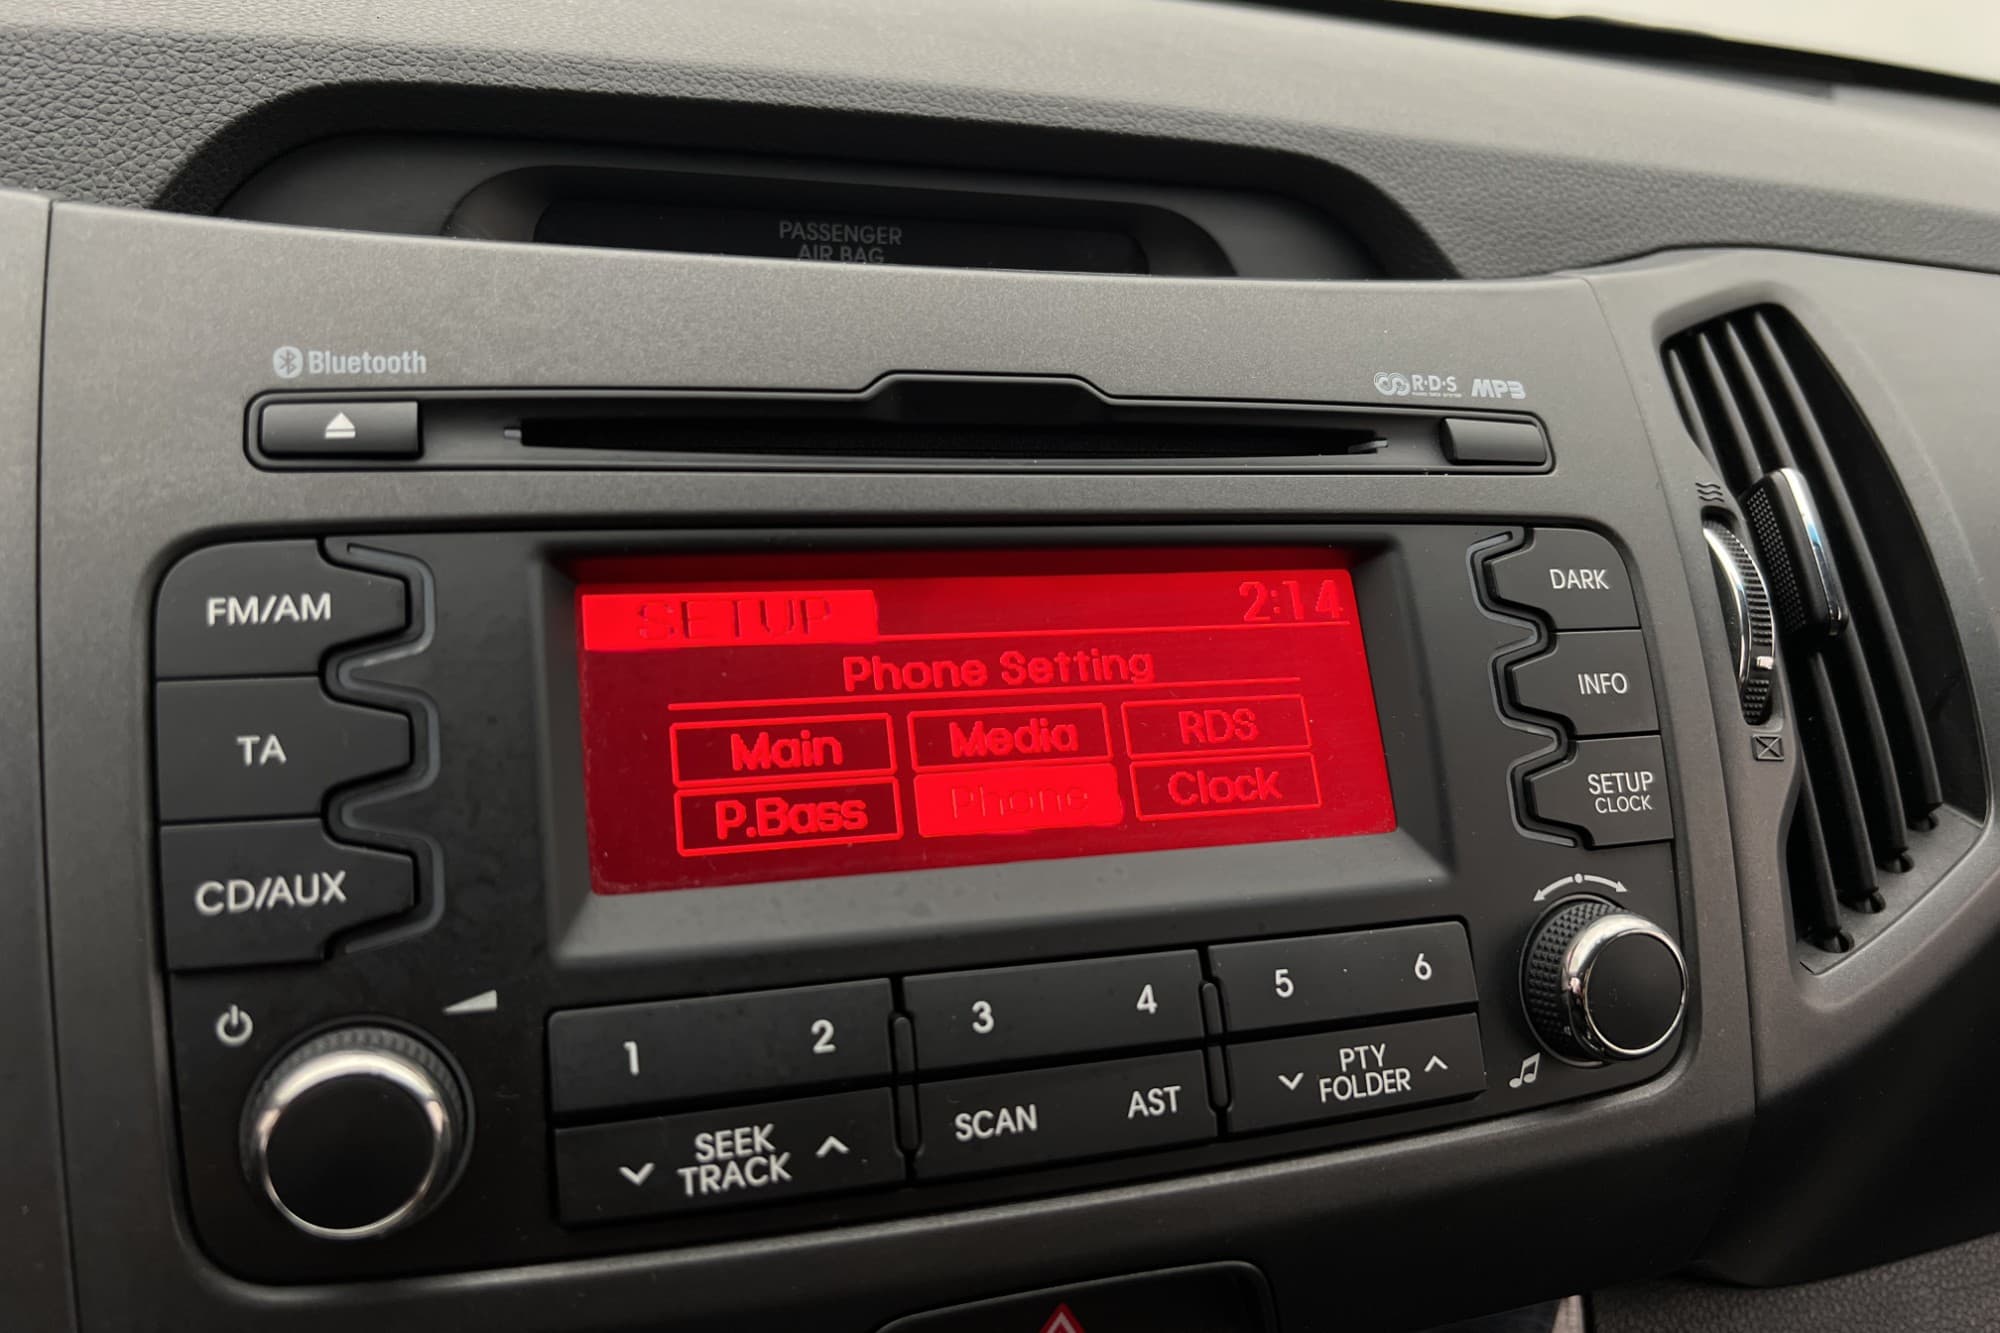 PASSENGER
AIR BAG
Bluetooth
R·D·S MP3
FM/AM
TA
CD/AUX
SETUP 2:14
Phone Setting
Main Media RDS
P.Bass Phone Clock
DARK
INFO
SETUP
CLOCK
1 2 3 4 5 6
SEEK
TRACK
SCAN AST
PTY
FOLDER